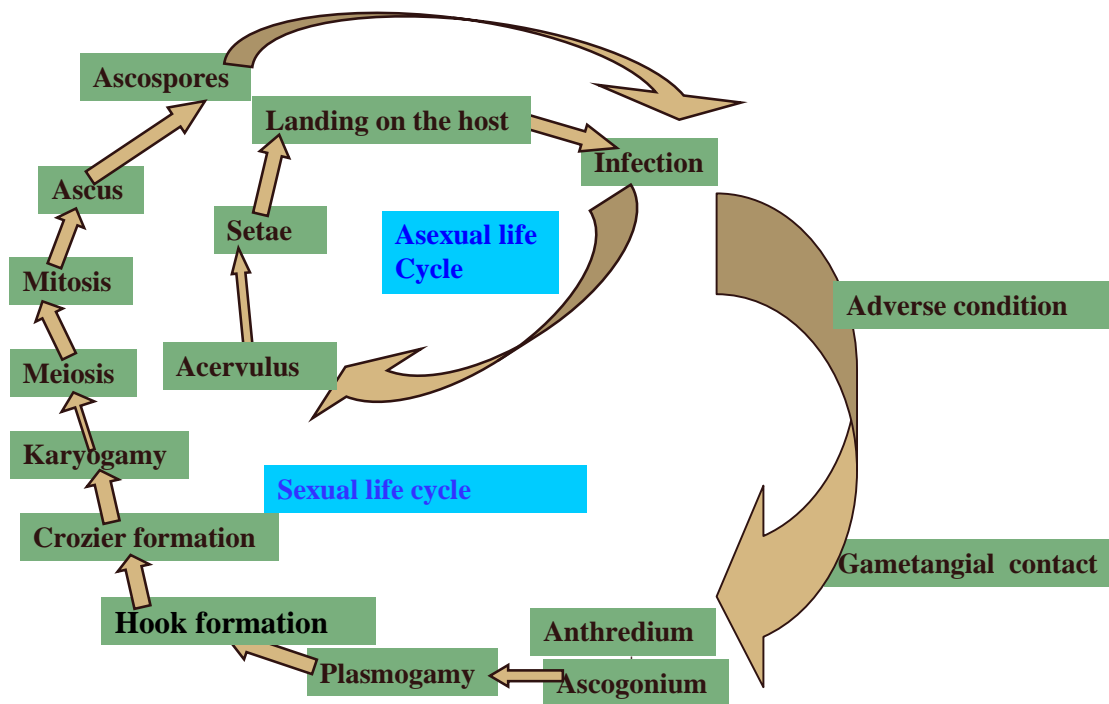 Ascospores
Landing on the host
Infection
Ascus
Setae
Asexual life
Cycle
Mitosis
Adverse condition
Acervulus
Meiosis
Karyogamy
Sexual life cycle
Crozier formation
Gametangial contact
Hook formation
Anthredium
Plasmogamy
Ascogonium